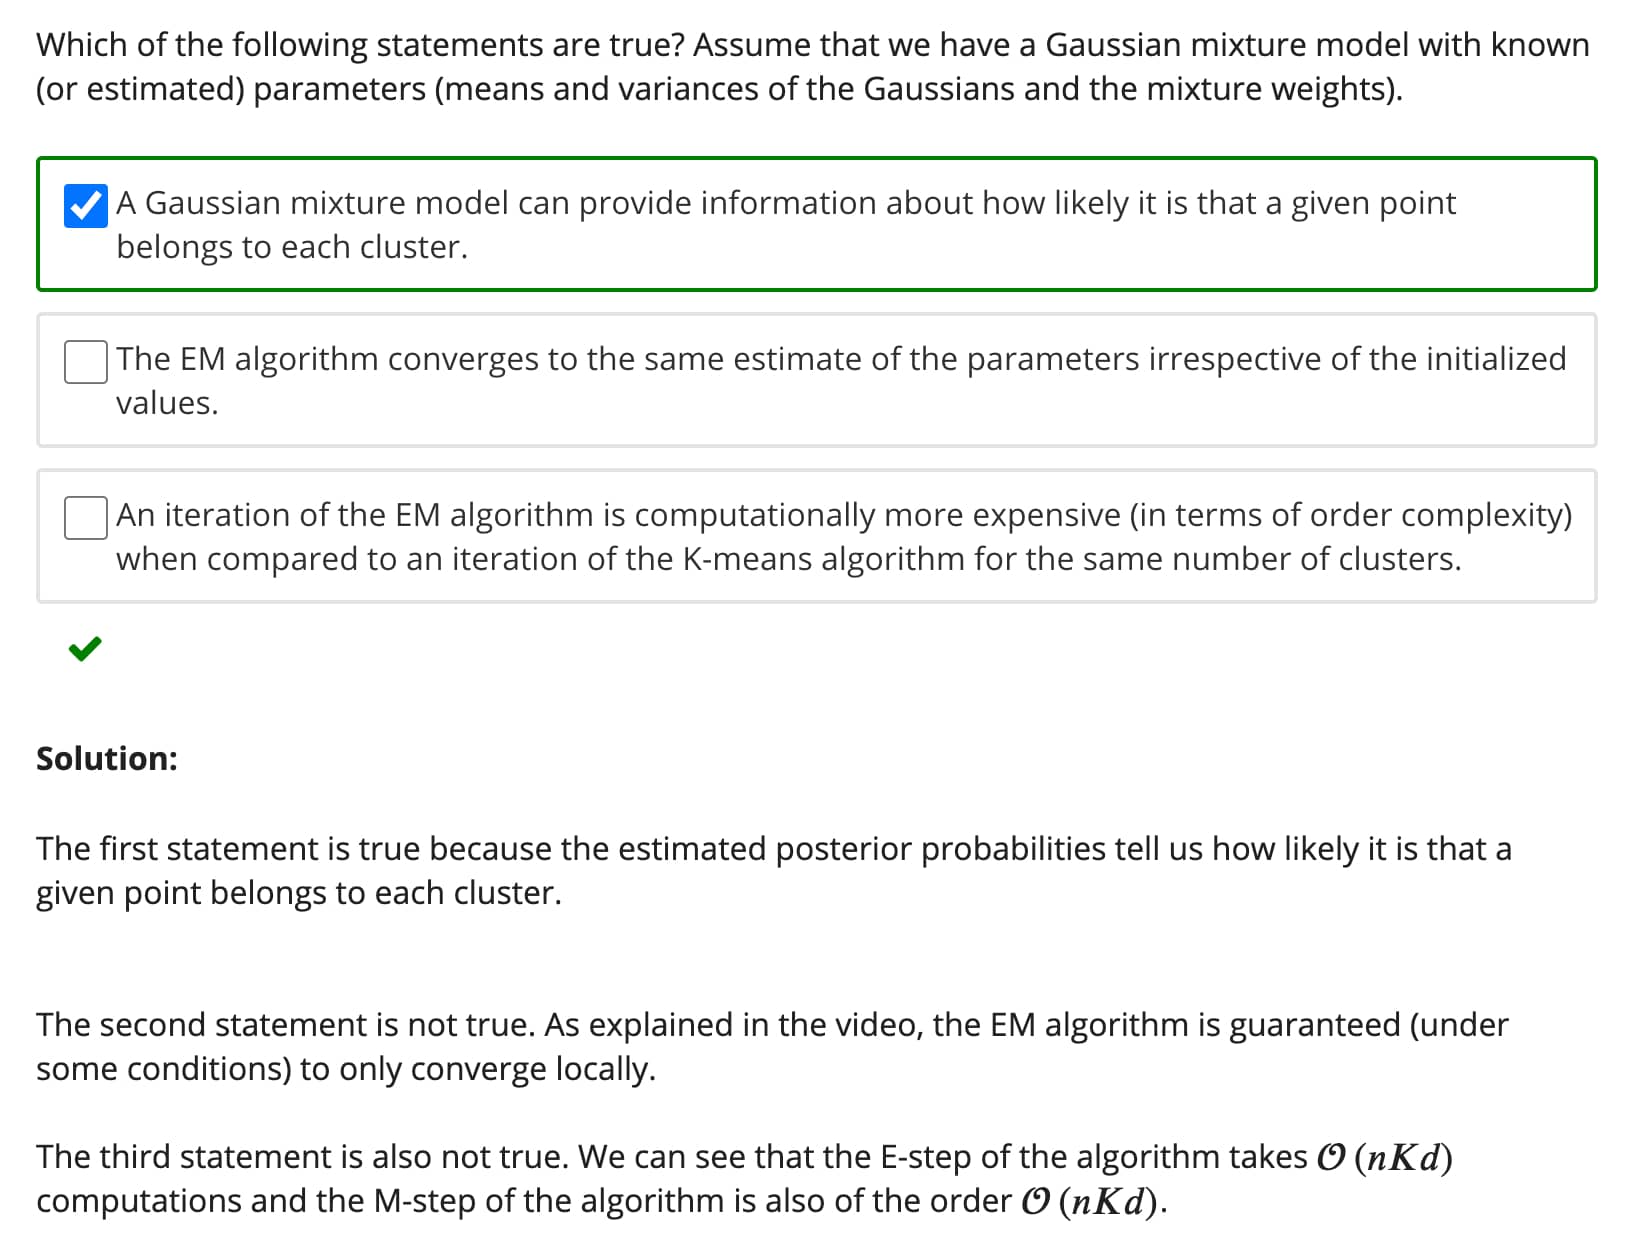 Which of the following statements are true? Assume that we have a Gaussian mixture model with known
(or estimated) parameters (means and variances of the Gaussians and the mixture weights).
A Gaussian mixture model can provide information about how likely it is that a given point
belongs to each cluster.
The EM algorithm converges to the same estimate of the parameters irrespective of the initialized
values.
An iteration of the EM algorithm is computationally more expensive (in terms of order complexity)
when compared to an iteration of the K-means algorithm for the same number of clusters.
Solution:
The first statement is true because the estimated posterior probabilities tell us how likely it is that a
given point belongs to each cluster.
The second statement is not true. As explained in the video, the EM algorithm is guaranteed (under
some conditions) to only converge locally.
The third statement is also not true. We can see that the E-step of the algorithm takes 𝒪 (nKd)
computations and the M-step of the algorithm is also of the order 𝒪 (nKd).